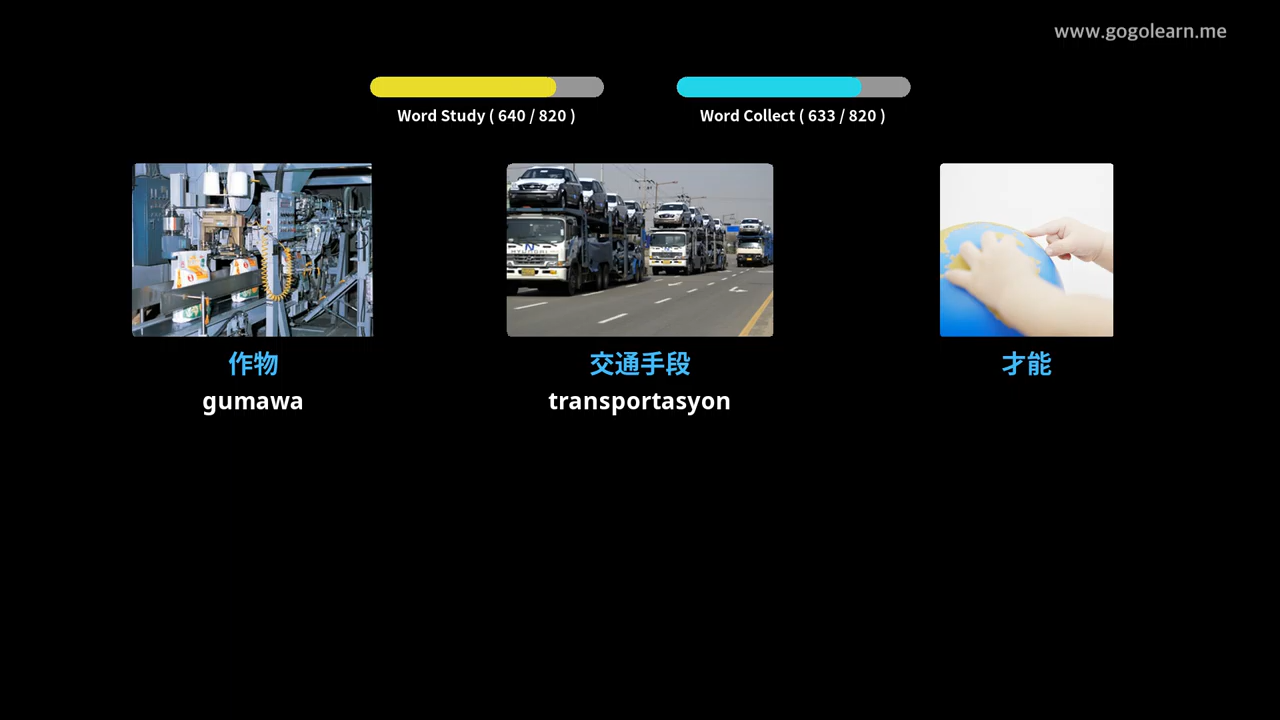 www.gogolearn.me
Word Study ( 640 / 820 )
Word Collect ( 633 / 820 )
作物
gumawa
交通手段
transportasyon
才能